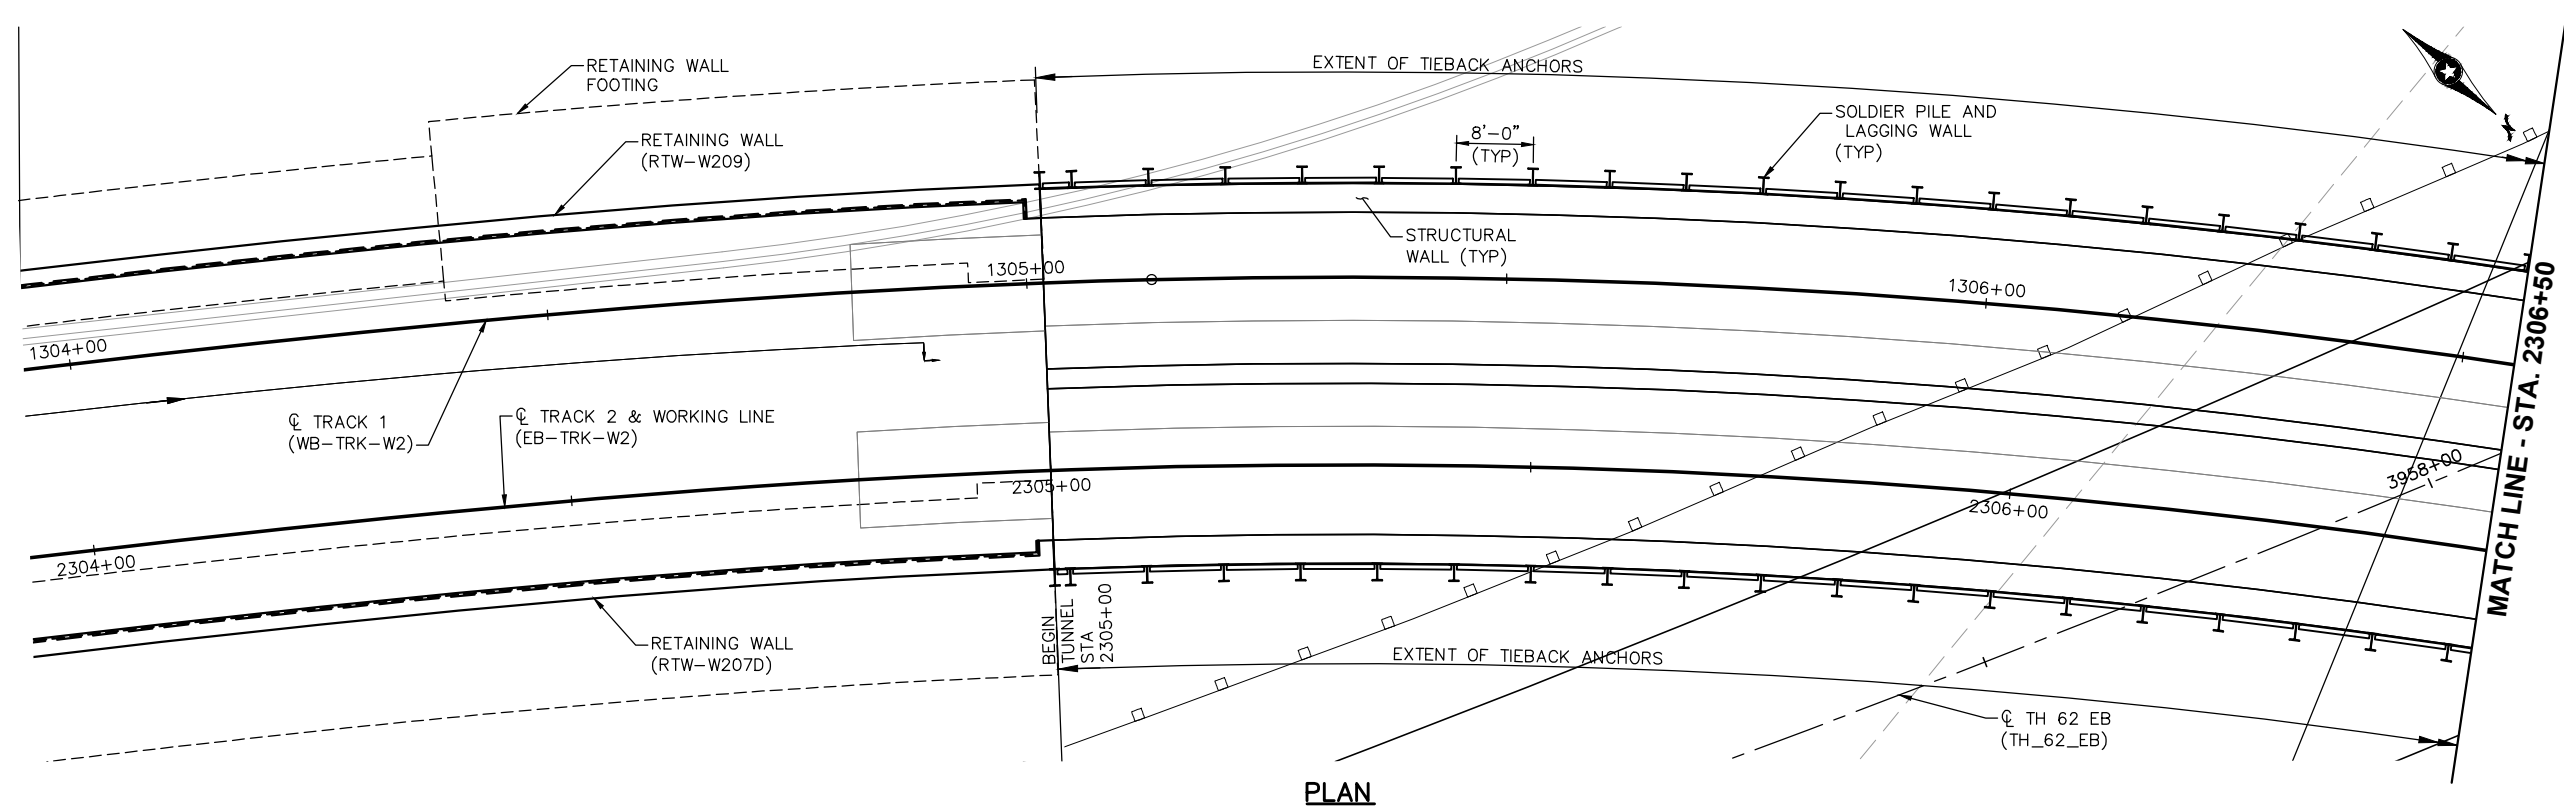 EXTENT OF TIEBACK ANCHORS
RETAINING WALL
FOOTING
SOLDIER PILE AND
LAGGING WALL
(TYP)
8'-0"
(TYP)
RETAINING WALL
(RTW-W209)
STRUCTURAL
WALL (TYP)
1305+00
1306+00
1304+00
℄ TRACK 1
(WB-TRK-W2)
℄ TRACK 2 & WORKING LINE
(EB-TRK-W2)
MATCH LINE - STA. 2306+50
3958+00
2305+00
2306+00
2304+00
BEGIN
TUNNEL
STA
2305+00
RETAINING WALL
(RTW-W207D)
EXTENT OF TIEBACK ANCHORS
℄ TH 62 EB
(TH_62_EB)
PLAN